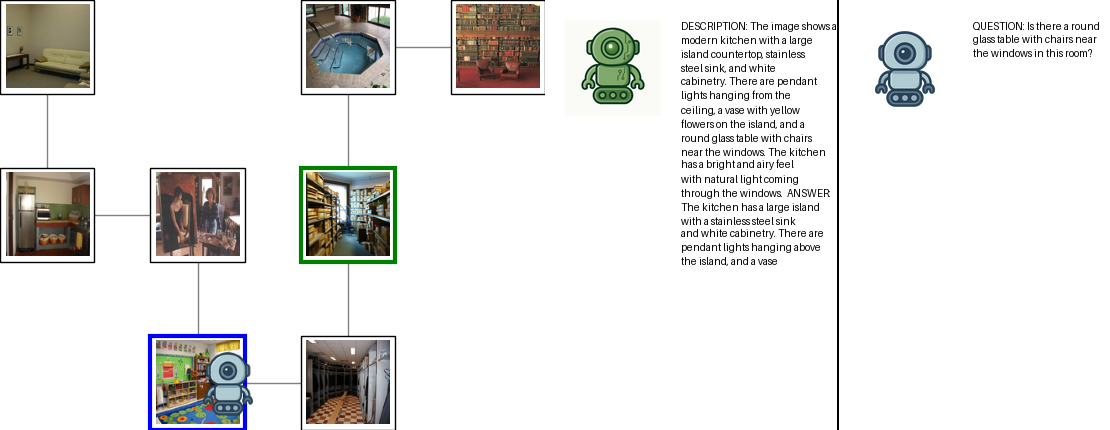 DESCRIPTION: The image shows a
modern kitchen with a large
island countertop, stainless
steel sink, and white
cabinetry. There are pendant
lights hanging from the
ceiling, a vase with yellow
flowers on the island, and a
round glass table with chairs
near the windows. The kitchen
has a bright and airy feel
with natural light coming
through the windows. ANSWER:
The kitchen has a large island
with a stainless steel sink
and white cabinetry. There are
pendant lights hanging above
the island, and a vase
QUESTION: Is there a round
glass table with chairs near
the windows in this room?